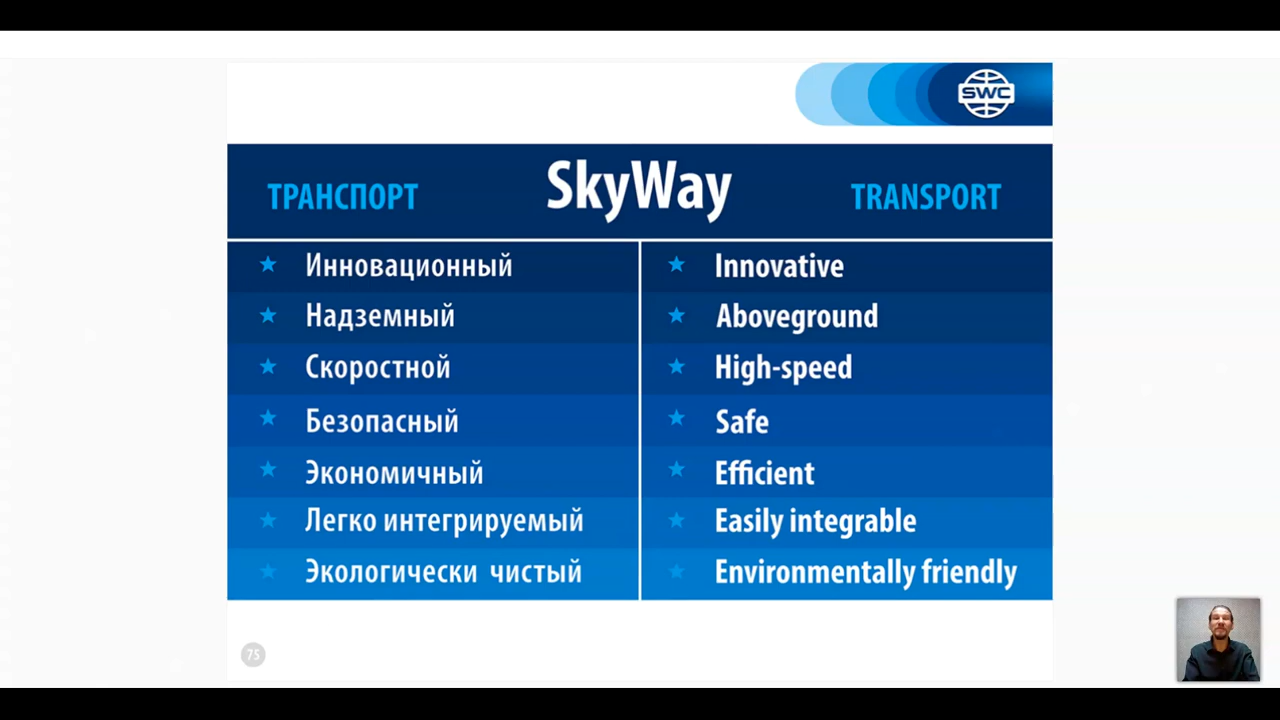 SWC
ТРАНСПОРТ SkyWay TRANSPORT
Инновационный Innovative
Надземный Aboveground
Скоростной High-speed
Безопасный Safe
Экономичный Efficient
Легко интегрируемый Easily integrable
Экологически чистый Environmentally friendly
75